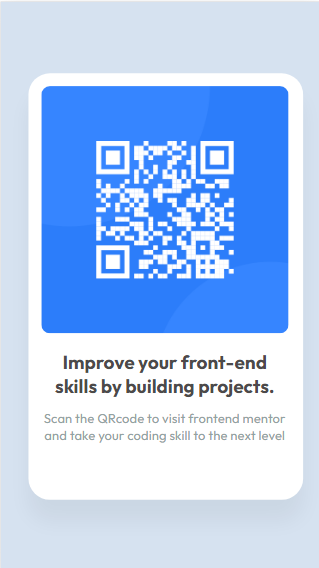 Improve your front-end
skills by building projects.
Scan the QRcode to visit frontend mentor
and take your coding skill to the next level